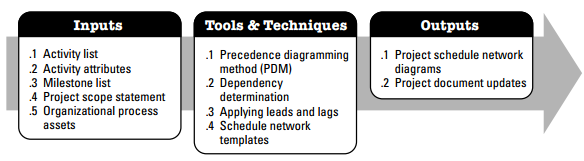 Inputs
.1 Activity list
.2 Activity attributes
.3 Milestone list
.4 Project scope statement
.5 Organizational process
assets
Tools & Techniques
.1 Precedence diagramming
method (PDM)
.2 Dependency
determination
.3 Applying leads and lags
.4 Schedule network
templates
Outputs
.1 Project schedule network
diagrams
.2 Project document updates